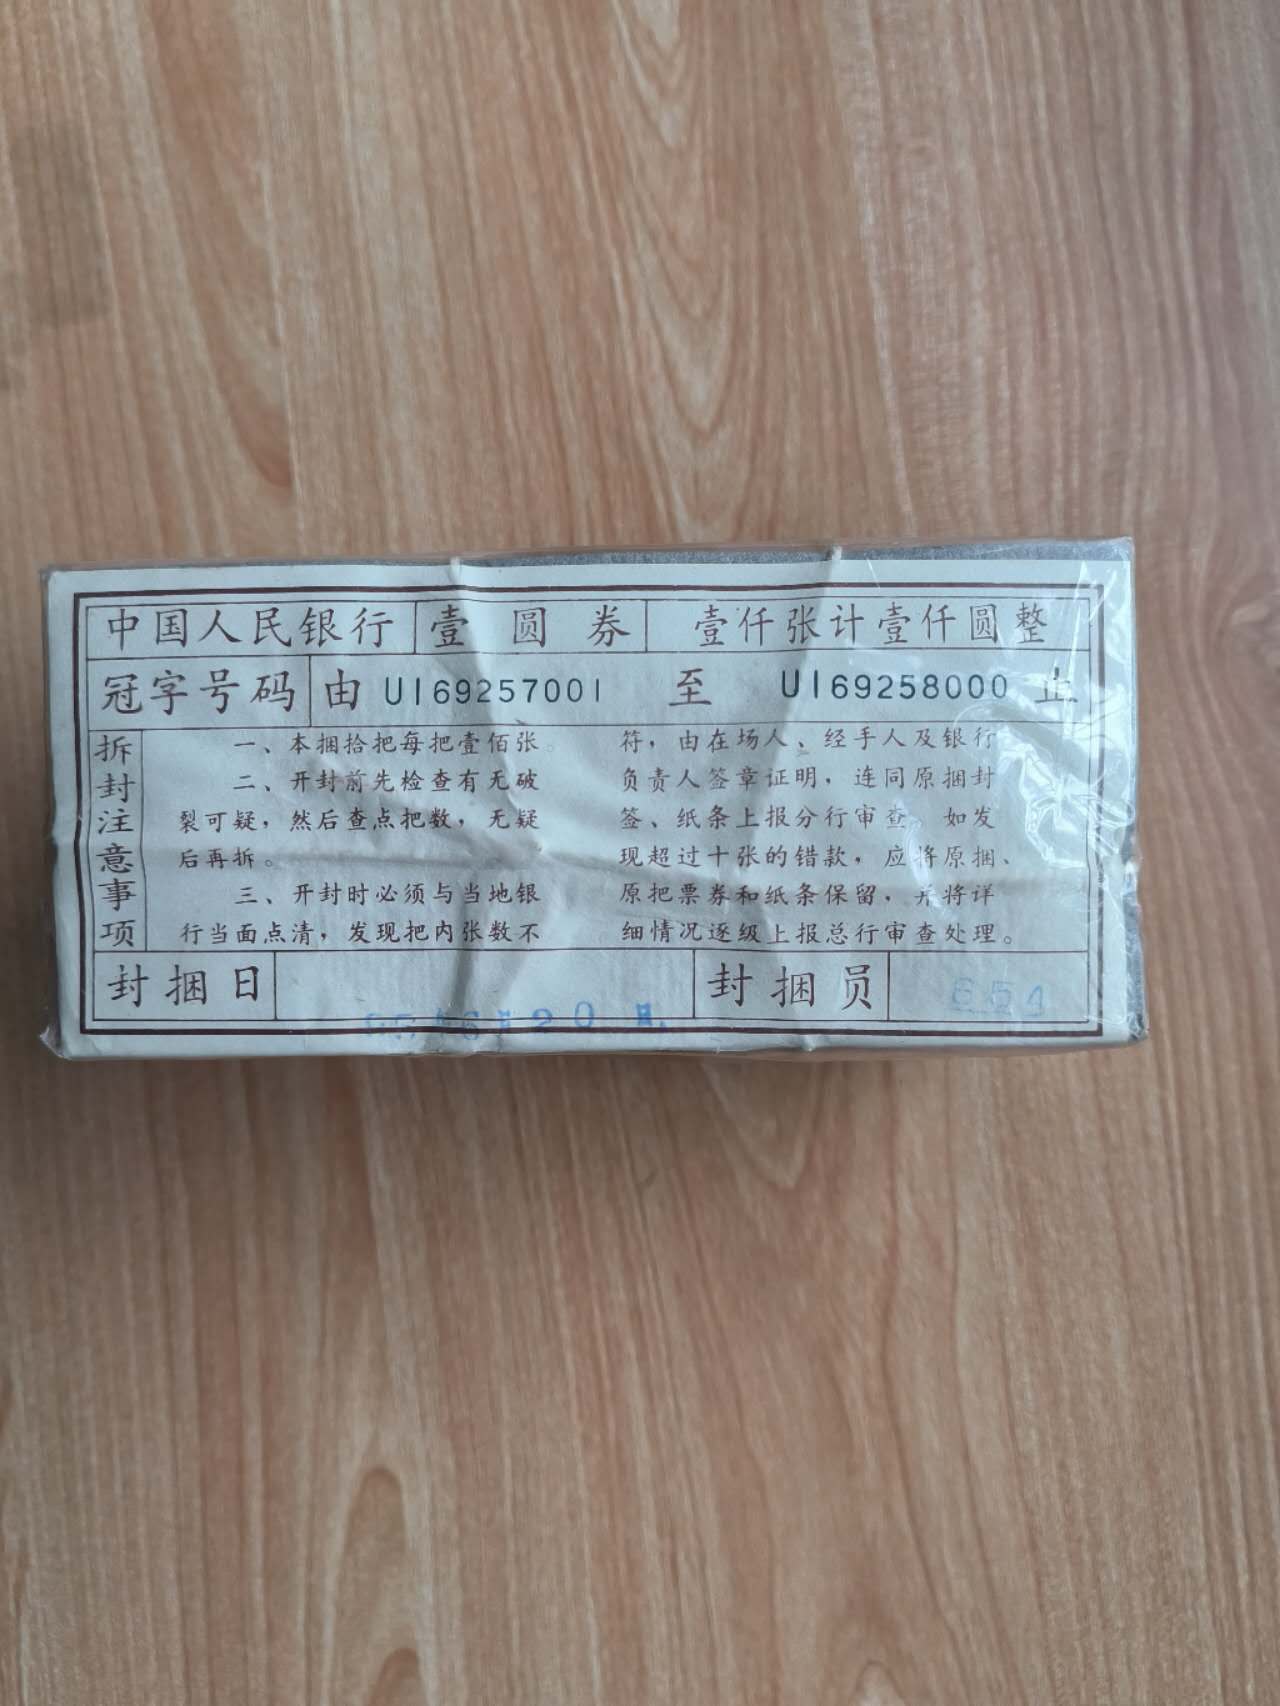 中国人民银行 壹圆券 壹仟张计壹仟圆整
冠字号码 由 UI69257001 至 UI69258000 止
拆封注意事项
一、本捆拾把每把壹佰张。
二、开封前先检查有无破
裂可疑，然后查点把数，无疑
后再拆。
三、开封时必须与当地银
行当面点清，发现把内张数不
符，由在场人、经手人及银行
负责人签章证明，连同原捆封
签、纸条上报分行审查。如发
现超过十张的错款，应将原捆、
原把票券和纸条保留，并将详
细情况逐级上报总行审查处理。
封捆日
封捆员 654